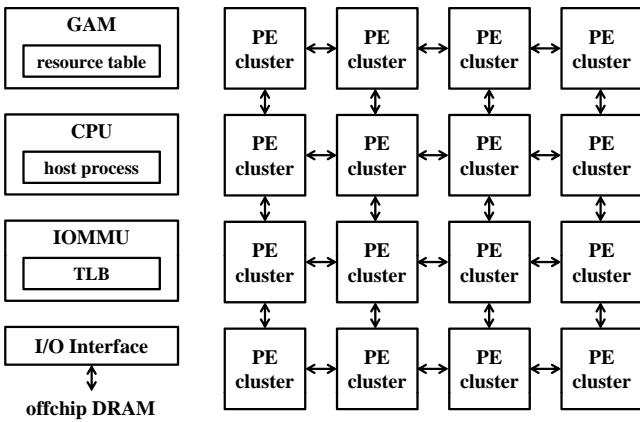 GAM
resource table
CPU
host process
IOMMU
TLB
I/O Interface
offchip DRAM
PE
cluster
PE
cluster
PE
cluster
PE
cluster
PE
cluster
PE
cluster
PE
cluster
PE
cluster
PE
cluster
PE
cluster
PE
cluster
PE
cluster
PE
cluster
PE
cluster
PE
cluster
PE
cluster